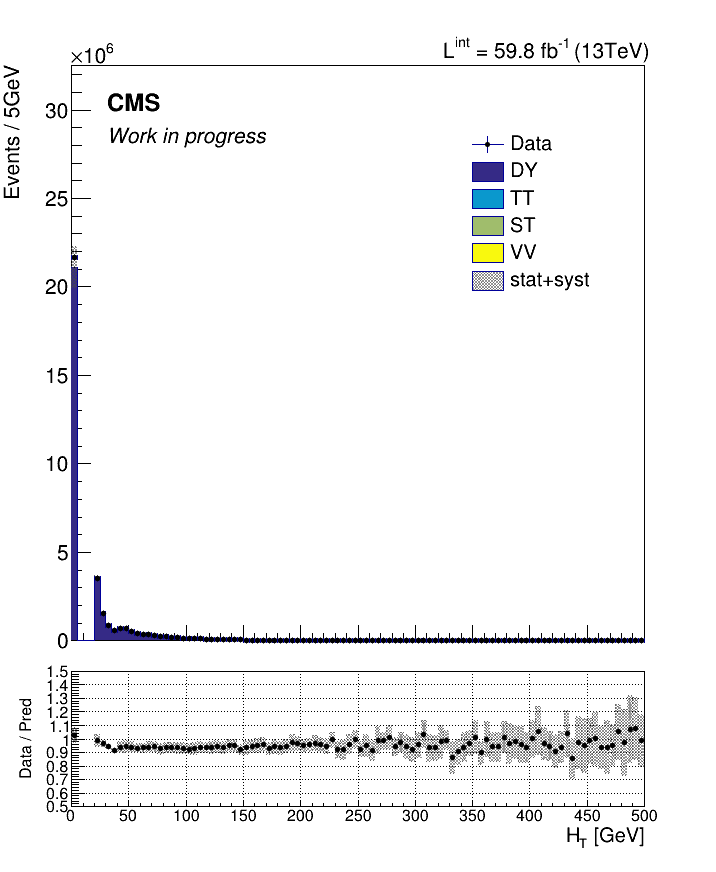 ×10⁶
L^int = 59.8 fb⁻¹ (13TeV)
Events / 5GeV
CMS
Work in progress
30
25
20
15
10
5
0
Data
DY
TT
ST
VV
stat+syst
Data / Pred
1.5
1.4
1.3
1.2
1.1
1
0.9
0.8
0.7
0.6
0.5
0 50 100 150 200 250 300 350 400 450 500
H_T [GeV]